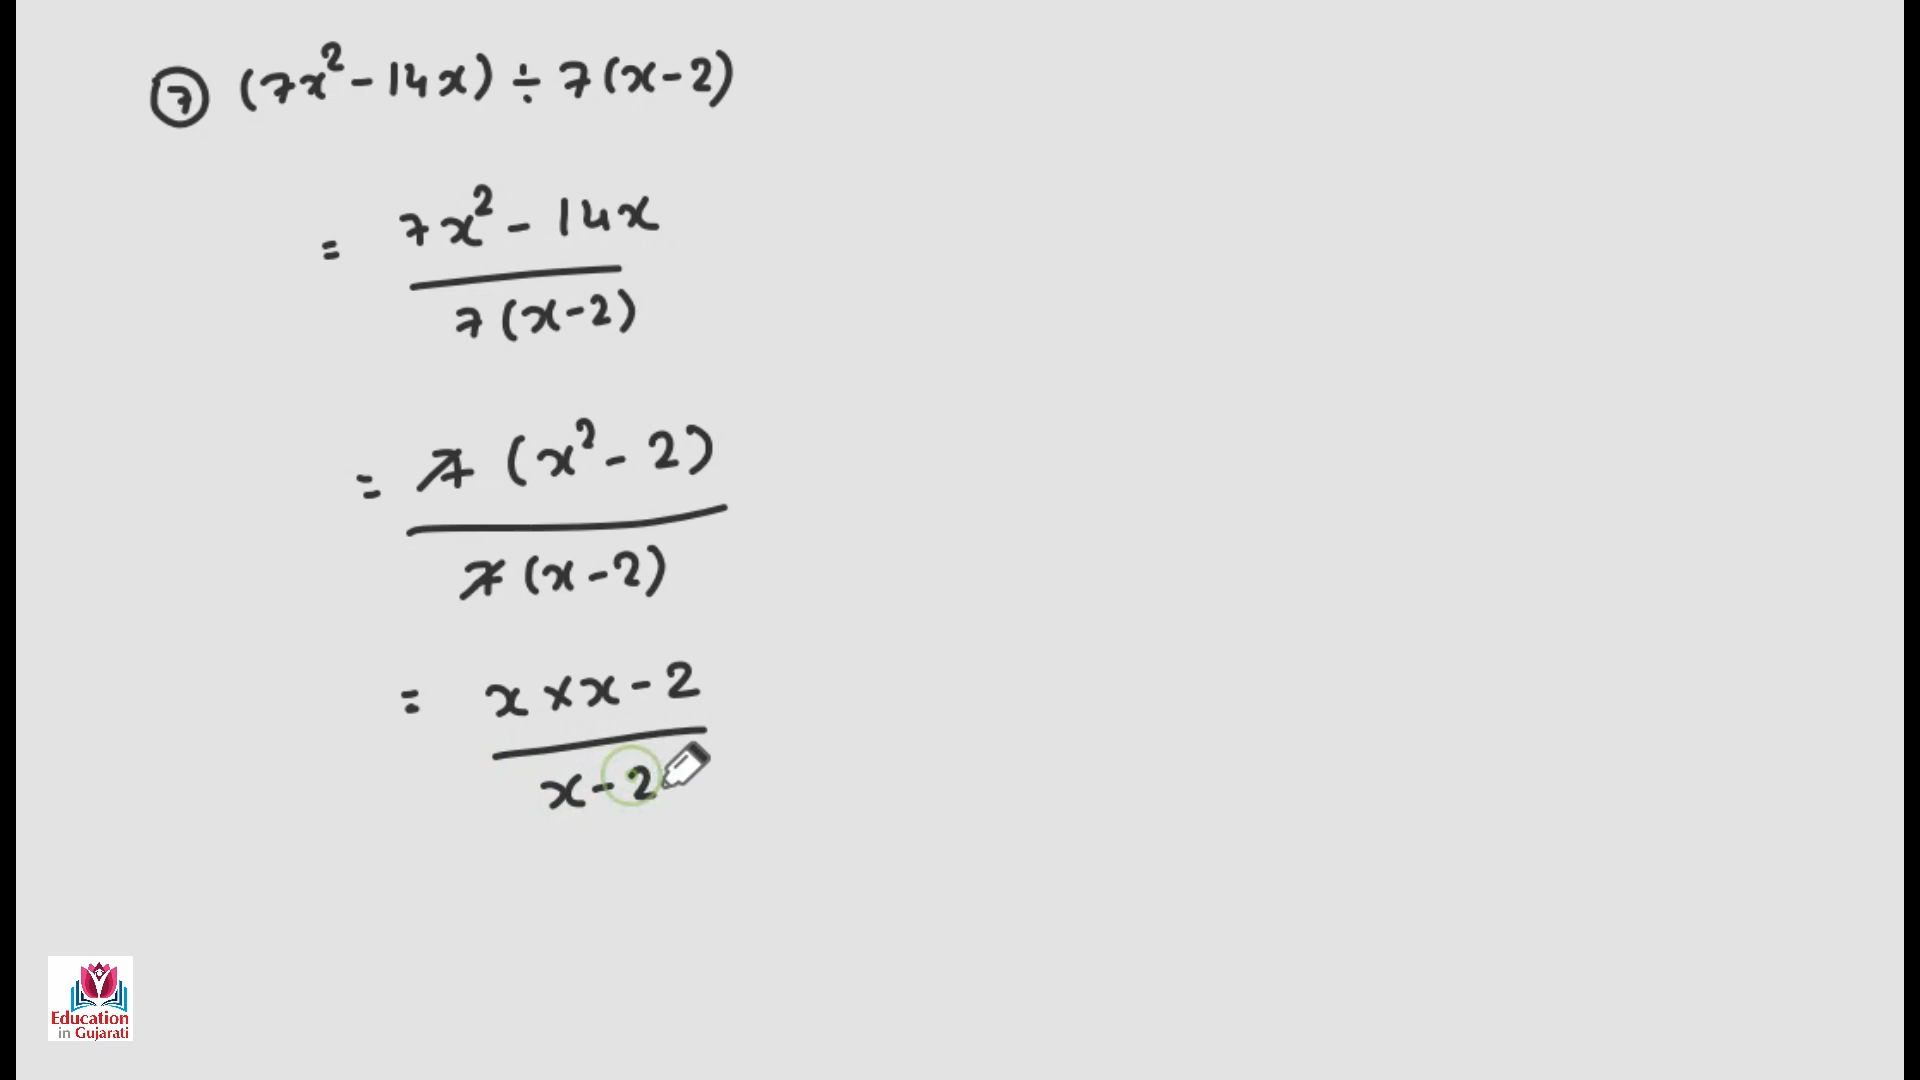 ⑦ (7x² - 14x) ÷ 7(x-2)
= 7x² - 14x
7(x-2)
= 7 (x² - 2)
7(x-2)
= x × x - 2
x-2
Education
in Gujarati